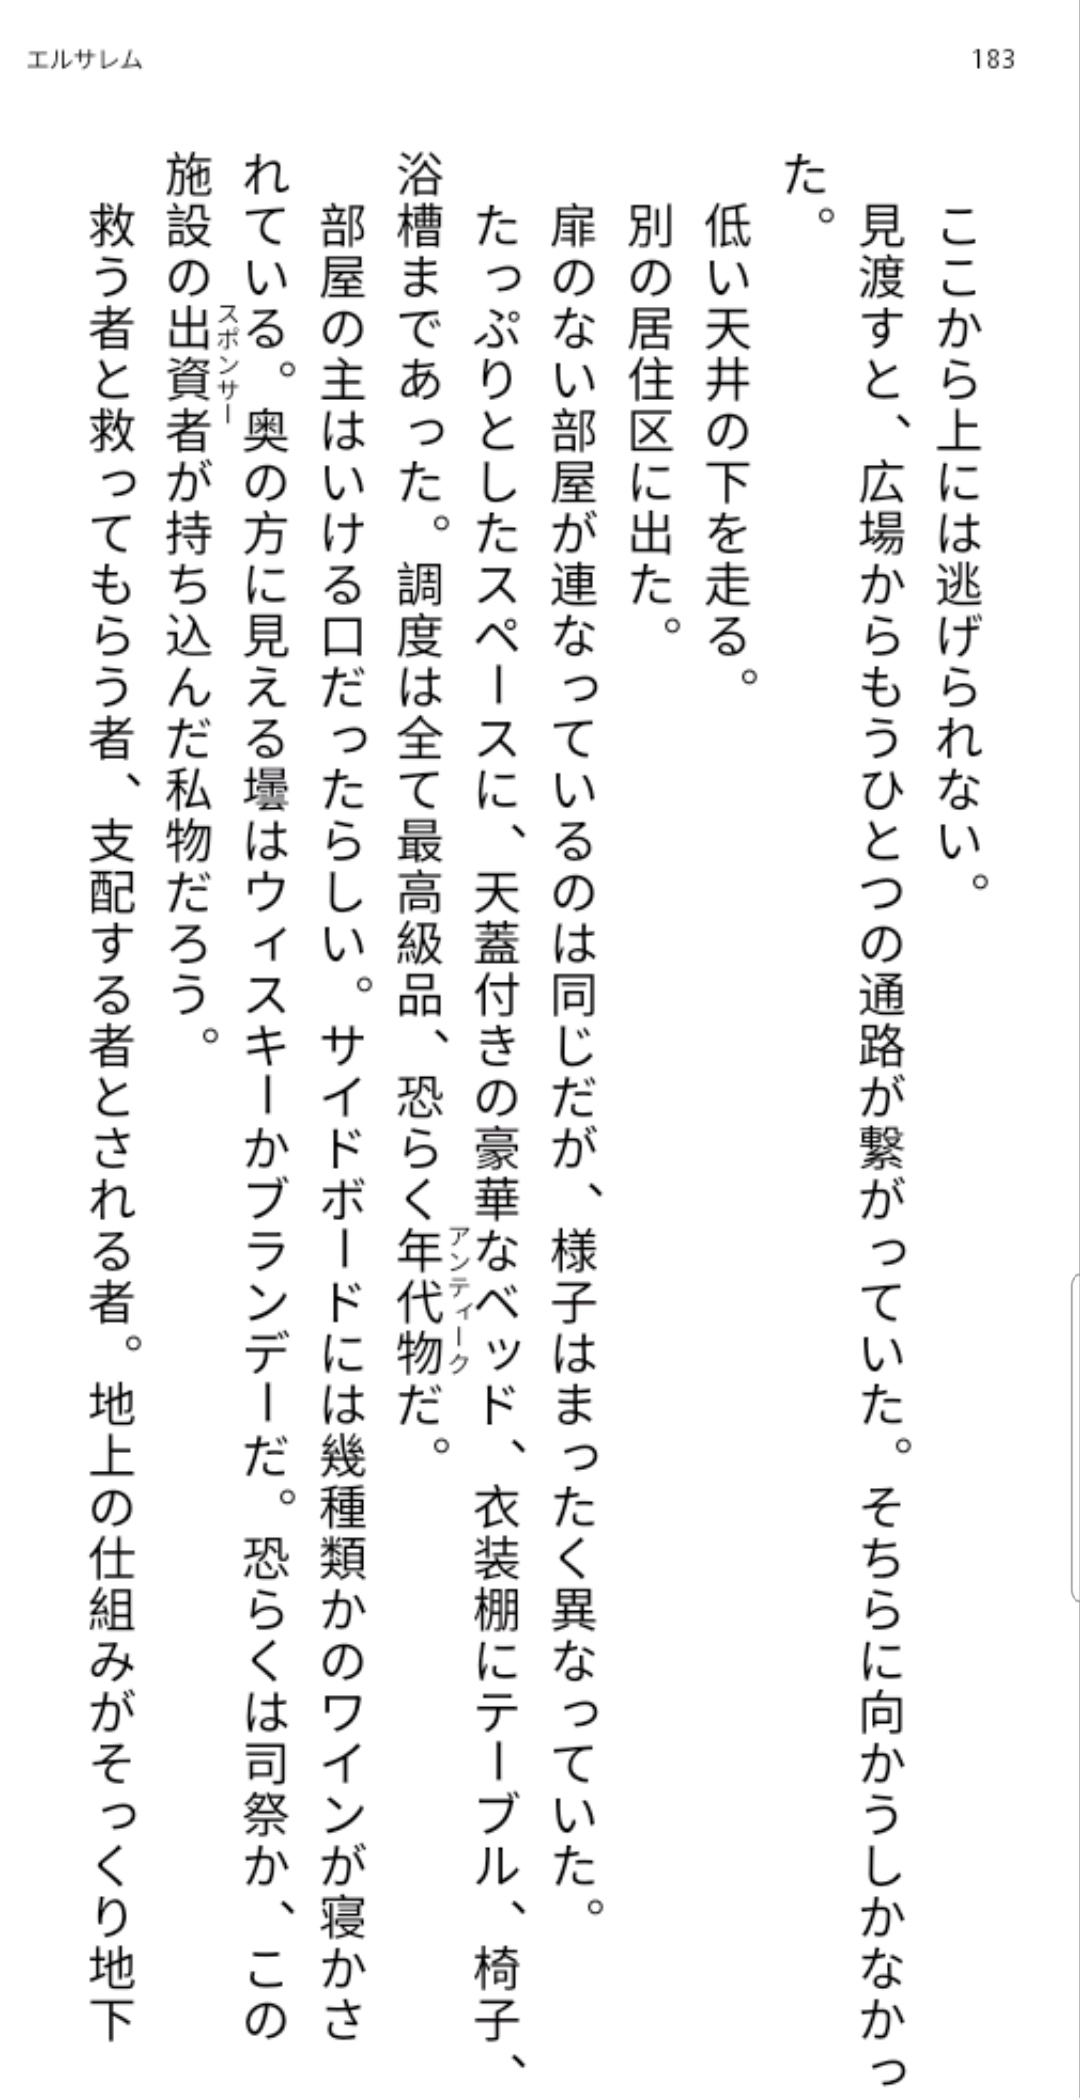 エルサレム
183
ここから上には逃げられない。
見渡すと、広場からもうひとつの通路が繋がっていた。そちらに向かうしかなかっ
た。
低い天井の下を走る。
別の居住区に出た。
扉のない部屋が連なっているのは同じだが、様子はまったく異なっていた。
たっぷりとしたスペースに、天蓋付きの豪華なベッド、衣装棚にテーブル、椅子、
アンティーク
浴槽まであった。調度は全て最高級品、恐らく年代物だ。
部屋の主はいける口だったらしい。サイドボードには幾種類かのワインが寝かさ
れている。奥の方に見える壜はウィスキーかブランデーだ。恐らくは司祭か、この
スポンサー
施設の出資者が持ち込んだ私物だろう。
救う者と救ってもらう者、支配する者とされる者。地上の仕組みがそっくり地下